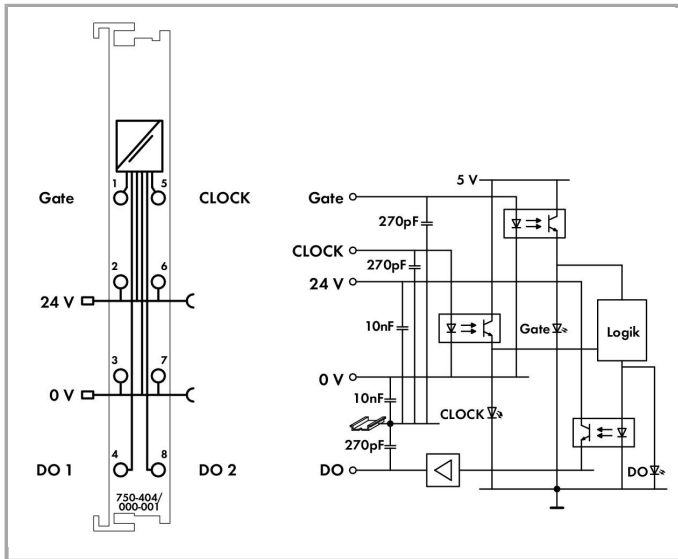 1
5
Gate
CLOCK
2
6
24 V
3
7
0 V
4
8
DO 1
DO 2
750-404/
000-001
5 V
Gate
270pF
CLOCK
270pF
24 V
10nF
Gate
Logik
0 V
10nF
CLOCK
270pF
DO
DO